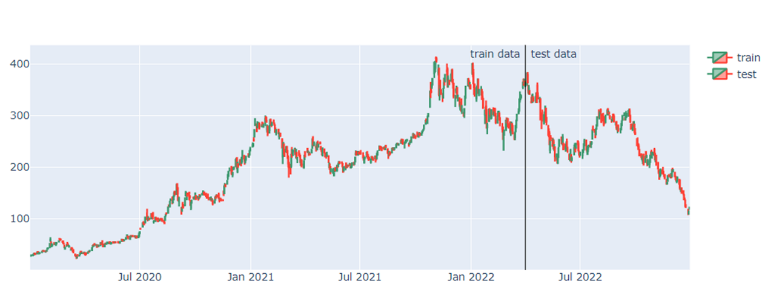 train data test data
train
test
400
300
200
100
Jul 2020 Jan 2021 Jul 2021 Jan 2022 Jul 2022